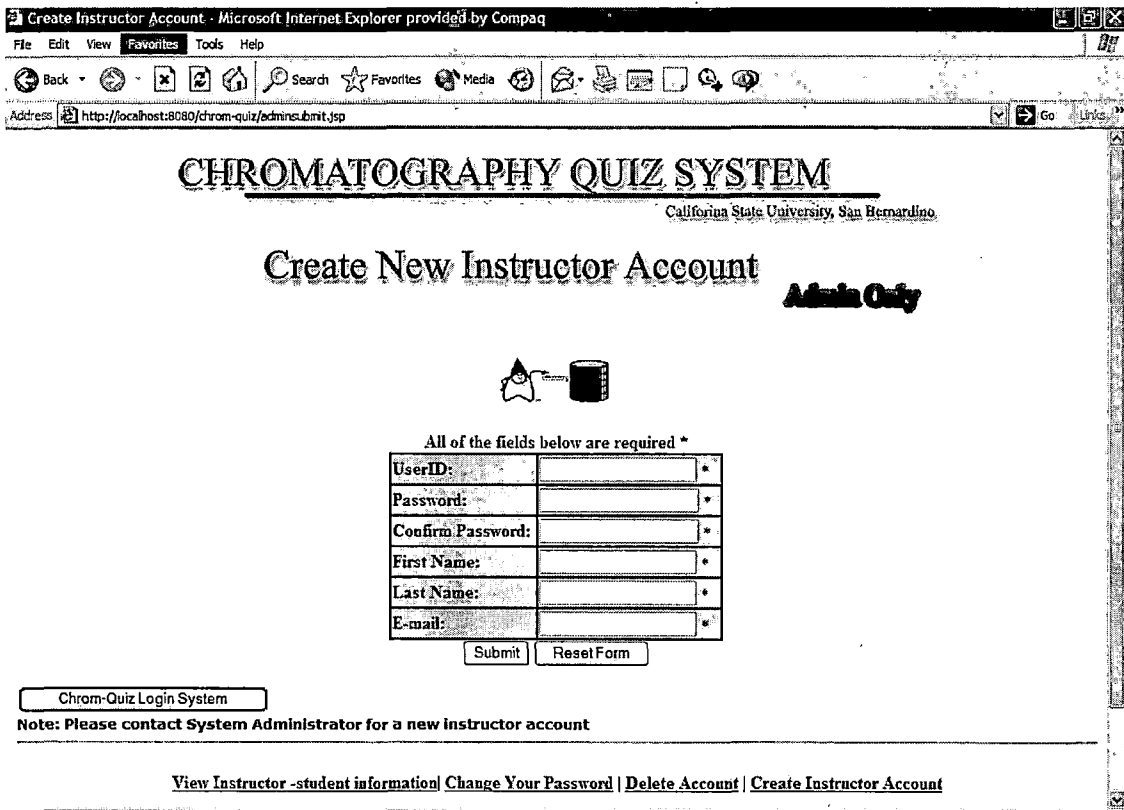 Create Instructor Account - Microsoft Internet Explorer provided by Compaq
File Edit View Favorites Tools Help
Back Search Favorites Media
Address http://localhost:8080/chrom-quiz/adminsubmit.jsp Go Links »
CHROMATOGRAPHY QUIZ SYSTEM
California State University, San Bernardino
Create New Instructor Account
Admin Only
All of the fields below are required *
UserID: *
Password: *
Confirm Password: *
First Name: *
Last Name: *
E-mail: *
Submit Reset Form
Chrom-Quiz Login System
Note: Please contact System Administrator for a new instructor account
View Instructor -student information| Change Your Password | Delete Account | Create Instructor Account